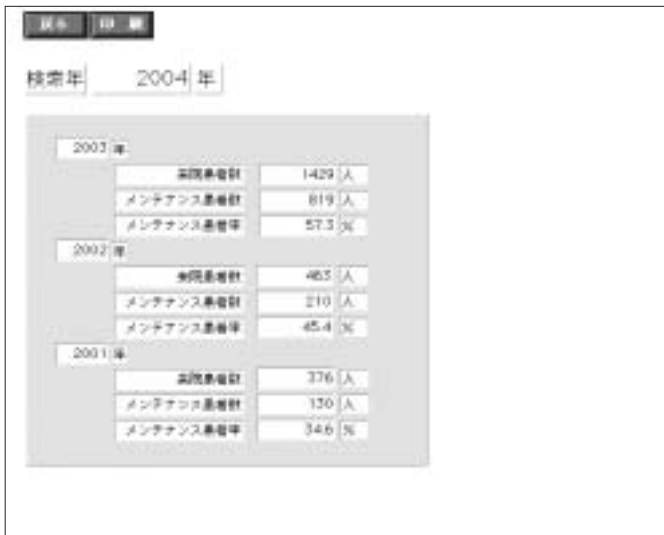 戻る 印 刷
検索年 2004 年
2003 年
来院患者数 1429 人
メンテナンス患者数 819 人
メンテナンス患者率 57.3 %
2002 年
来院患者数 463 人
メンテナンス患者数 210 人
メンテナンス患者率 45.4 %
2001 年
来院患者数 376 人
メンテナンス患者数 130 人
メンテナンス患者率 34.6 %